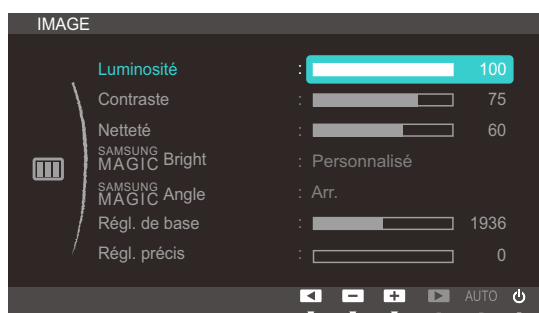 IMAGE
Luminosité : 100
Contraste : 75
Netteté : 60
SAMSUNG MAGIC Bright : Personnalisé
SAMSUNG MAGIC Angle : Arr.
Régl. de base : 1936
Régl. précis : 0
AUTO